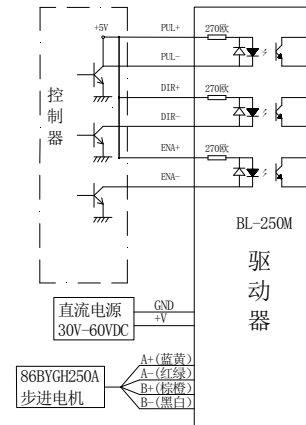 +5V
PUL+
270欧
PUL-
DIR+
270欧
DIR-
ENA+
270欧
ENA-
控制器
BL-250M
驱动器
直流电源
30V-60VDC
GND
+V
86BYGH250A
步进电机
A+(蓝黄)
A-(红绿)
B+(棕橙)
B-(黑白)